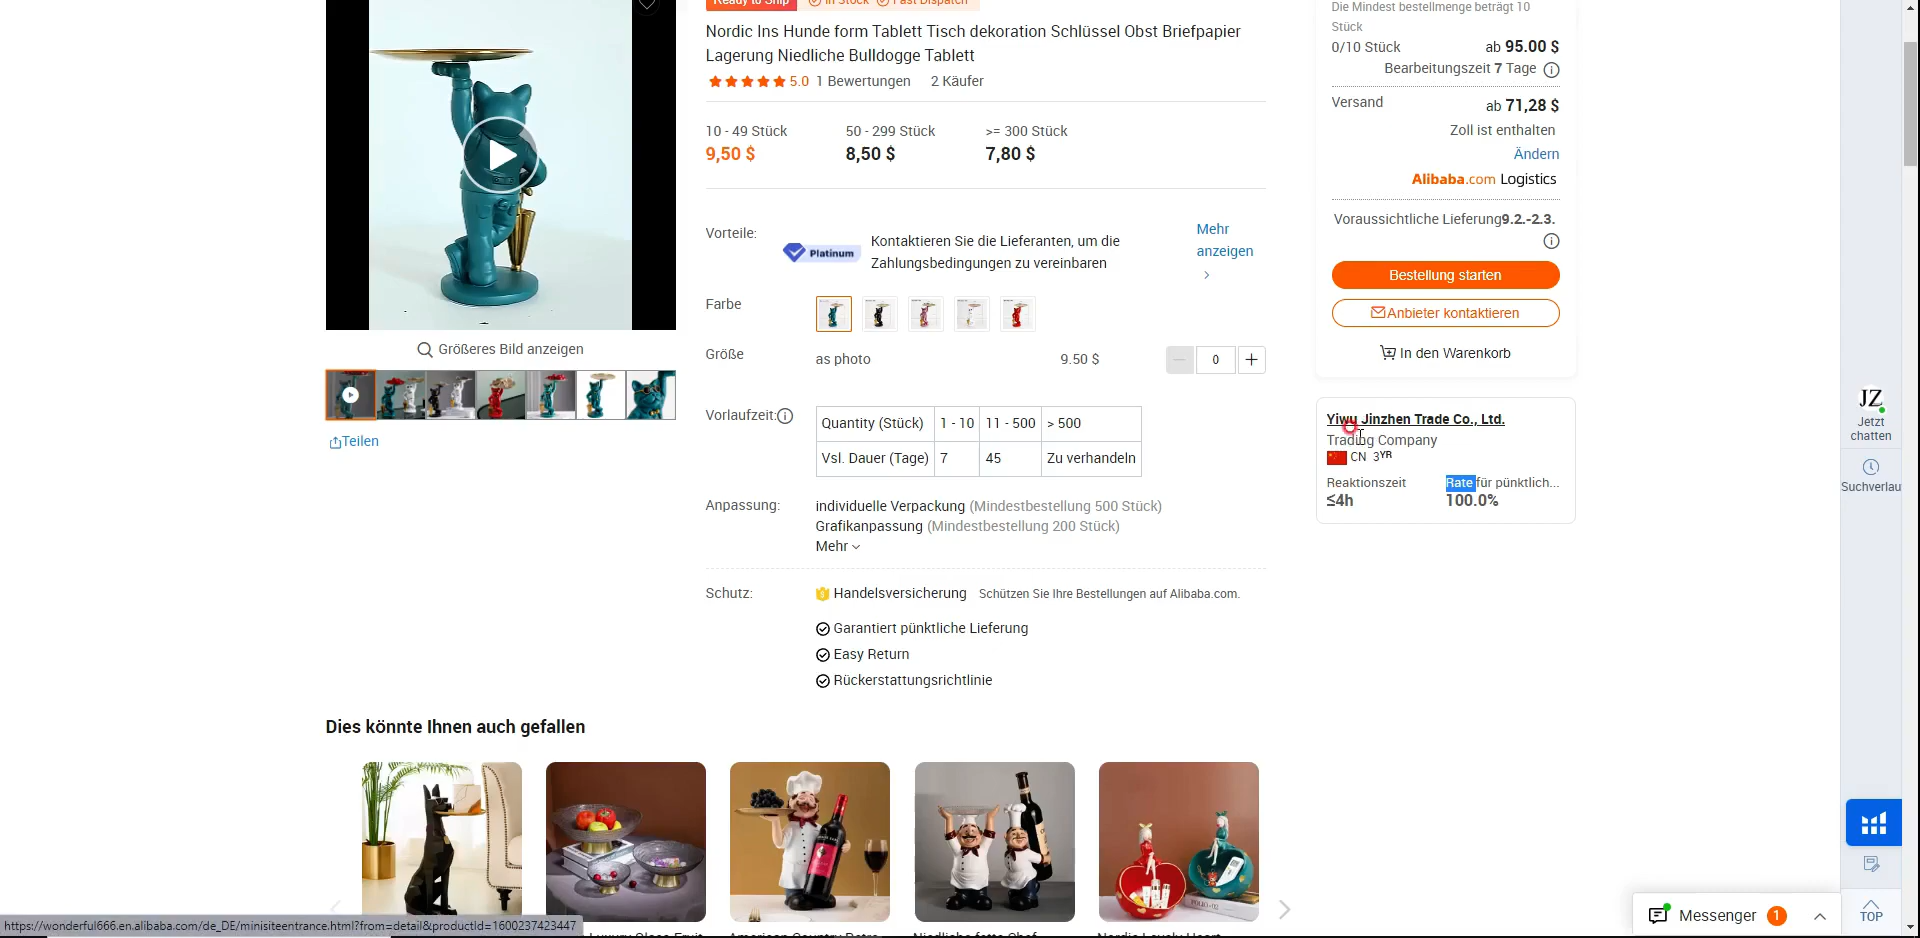 Ready to Ship In Stock Fast Dispatch
Nordic Ins Hunde form Tablett Tisch dekoration Schlüssel Obst Briefpapier
Lagerung Niedliche Bulldogge Tablett
5.0 1 Bewertungen 2 Käufer
10 - 49 Stück 50 - 299 Stück >= 300 Stück
9,50 $ 8,50 $ 7,80 $
Vorteile:
Platinum
Kontaktieren Sie die Lieferanten, um die
Zahlungsbedingungen zu vereinbaren
Mehr
anzeigen
>
Farbe
Größe as photo 9.50 $ − 0 +
Vorlaufzeit:
Quantity (Stück) 1 - 10 11 - 500 > 500
Vsl. Dauer (Tage) 7 45 Zu verhandeln
Anpassung: individuelle Verpackung (Mindestbestellung 500 Stück)
Grafikanpassung (Mindestbestellung 200 Stück)
Mehr
Schutz: Handelsversicherung Schützen Sie Ihre Bestellungen auf Alibaba.com.
Garantiert pünktliche Lieferung
Easy Return
Rückerstattungsrichtlinie
Größeres Bild anzeigen
Teilen
Die Mindest bestellmenge beträgt 10
Stück
0/10 Stück ab 95.00 $
Bearbeitungszeit 7 Tage
Versand ab 71,28 $
Zoll ist enthalten
Ändern
Alibaba.com Logistics
Voraussichtliche Lieferung9.2.-2.3.
Bestellung starten
Anbieter kontaktieren
In den Warenkorb
Yiwu Jinzhen Trade Co., Ltd.
Trading Company
CN 3YR
Reaktionszeit Rate für pünktlich...
≤4h 100.0%
JZ
Jetzt
chatten
Suchverlau
Dies könnte Ihnen auch gefallen
Messenger 1
TOP
https://wonderful666.en.alibaba.com/de_DE/minisiteentrance.html?from=detail&productId=1600237423447